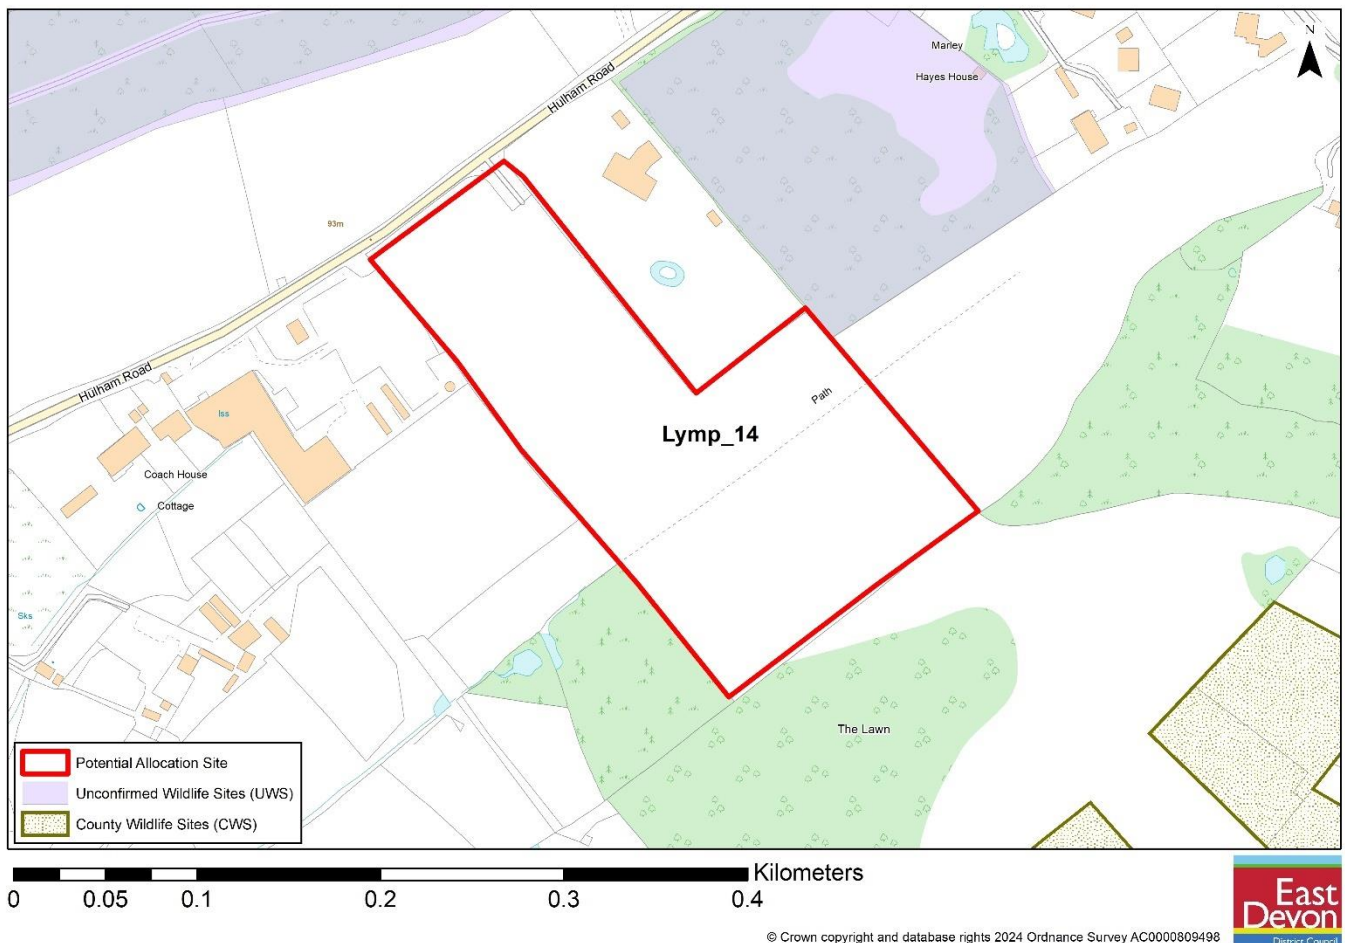 Marley
Hayes House
N
Hulham Road
93m
Path
Lymp_14
Hulham Road
Iss
Coach House
Cottage
Sks
The Lawn
Potential Allocation Site
Unconfirmed Wildlife Sites (UWS)
County Wildlife Sites (CWS)
Kilometers
0 0.05 0.1 0.2 0.3 0.4
East
Devon
District Council
© Crown copyright and database rights 2024 Ordnance Survey AC0000809498